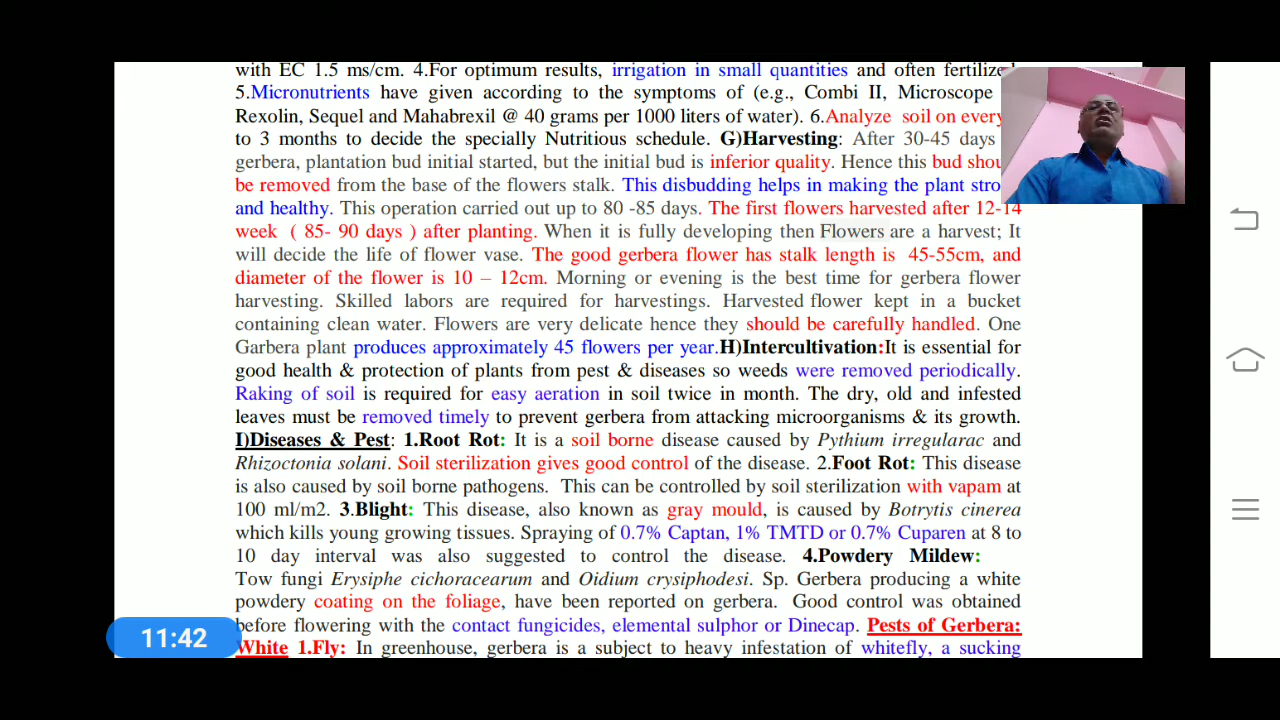 with EC 1.5 ms/cm. 4.For optimum results, irrigation in small quantities and often fertilized.
5.Micronutrients have given according to the symptoms of (e.g., Combi II, Microscope
Rexolin, Sequel and Mahabrexil @ 40 grams per 1000 liters of water). 6.Analyze soil on every
to 3 months to decide the specially Nutritious schedule. G)Harvesting: After 30-45 days
gerbera, plantation bud initial started, but the initial bud is inferior quality. Hence this bud
be removed from the base of the flowers stalk. This disbudding helps in making the plant
and healthy. This operation carried out up to 80 -85 days. The first flowers harvested after 12-14
week ( 85- 90 days ) after planting. When it is fully developing then Flowers are a harvest; It
will decide the life of flower vase. The good gerbera flower has stalk length is 45-55cm, and
diameter of the flower is 10 – 12cm. Morning or evening is the best time for gerbera flower
harvesting. Skilled labors are required for harvestings. Harvested flower kept in a bucket
containing clean water. Flowers are very delicate hence they should be carefully handled. One
Garbera plant produces approximately 45 flowers per year.H)Intercultivation:It is essential for
good health & protection of plants from pest & diseases so weeds were removed periodically.
Raking of soil is required for easy aeration in soil twice in month. The dry, old and infested
leaves must be removed timely to prevent gerbera from attacking microorganisms & its growth.
I)Diseases & Pest: 1.Root Rot: It is a soil borne disease caused by Pythium irregularac and
Rhizoctonia solani. Soil sterilization gives good control of the disease. 2.Foot Rot: This disease
is also caused by soil borne pathogens. This can be controlled by soil sterilization with vapam at
100 ml/m2. 3.Blight: This disease, also known as gray mould, is caused by Botrytis cinerea
which kills young growing tissues. Spraying of 0.7% Captan, 1% TMTD or 0.7% Cuparen at 8 to
10 day interval was also suggested to control the disease. 4.Powdery Mildew:
Tow fungi Erysiphe cichoracearum and Oidium crysiphodesi. Sp. Gerbera producing a white
powdery coating on the foliage, have been reported on gerbera. Good control was obtained
before flowering with the contact fungicides, elemental sulphor or Dinecap. Pests of Gerbera:
White 1.Fly: In greenhouse, gerbera is a subject to heavy infestation of whitefly, a sucking
11:42